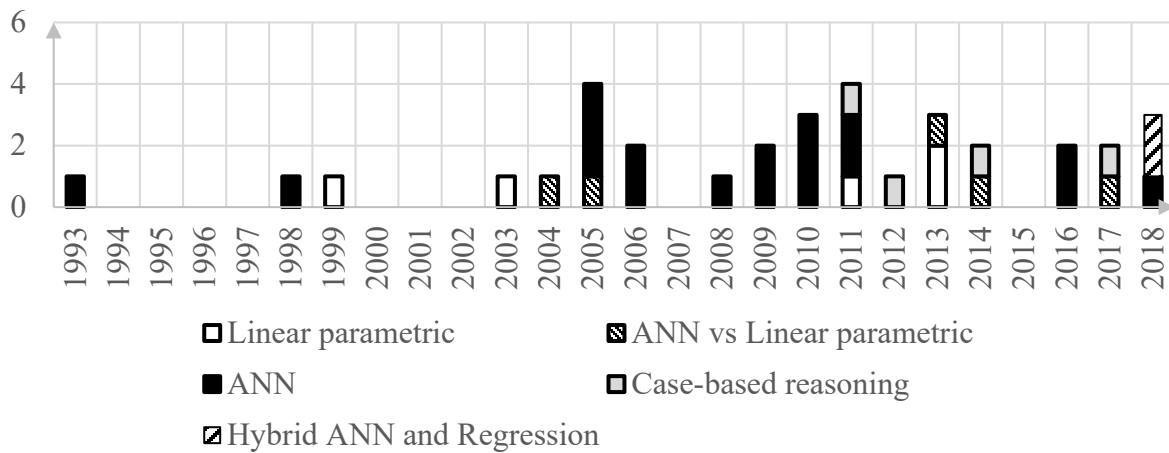 6
4
2
0
1993 1994 1995 1996 1997 1998 1999 2000 2001 2002 2003 2004 2005 2006 2007 2008 2009 2010 2011 2012 2013 2014 2015 2016 2017 2018
Linear parametric ANN vs Linear parametric
ANN Case-based reasoning
Hybrid ANN and Regression